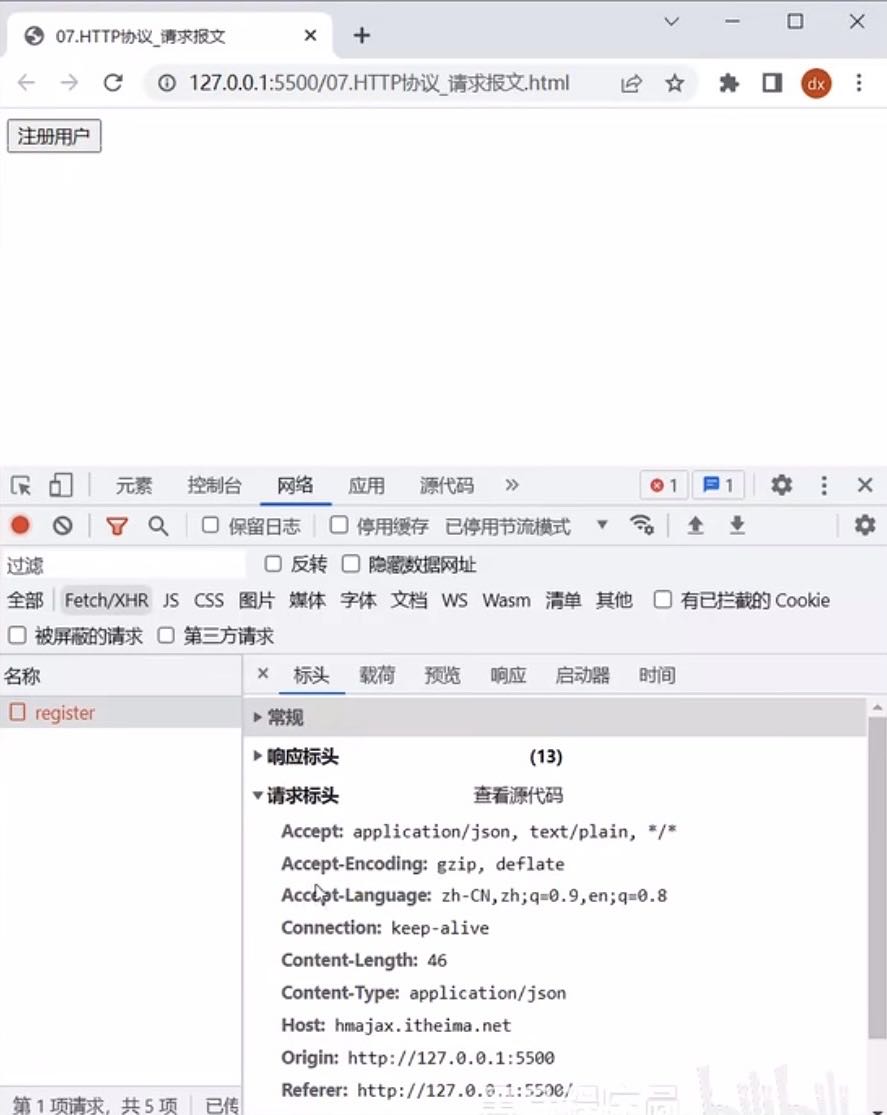 07.HTTP协议_请求报文
127.0.0.1:5500/07.HTTP协议_请求报文.html
dx
注册用户
元素 控制台 网络 应用 源代码 1 1
保留日志 停用缓存 已停用节流模式
过滤 反转 隐藏数据网址
全部 Fetch/XHR JS CSS 图片 媒体 字体 文档 WS Wasm 清单 其他 有已拦截的 Cookie
被屏蔽的请求 第三方请求
名称 标头 载荷 预览 响应 启动器 时间
register
常规
响应标头 (13)
请求标头 查看源代码
Accept: application/json, text/plain, */*
Accept-Encoding: gzip, deflate
Accept-Language: zh-CN,zh;q=0.9,en;q=0.8
Connection: keep-alive
Content-Length: 46
Content-Type: application/json
Host: hmajax.itheima.net
Origin: http://127.0.0.1:5500
Referer: http://127.0.0.1:5500/
第 1 项请求，共 5 项 已传